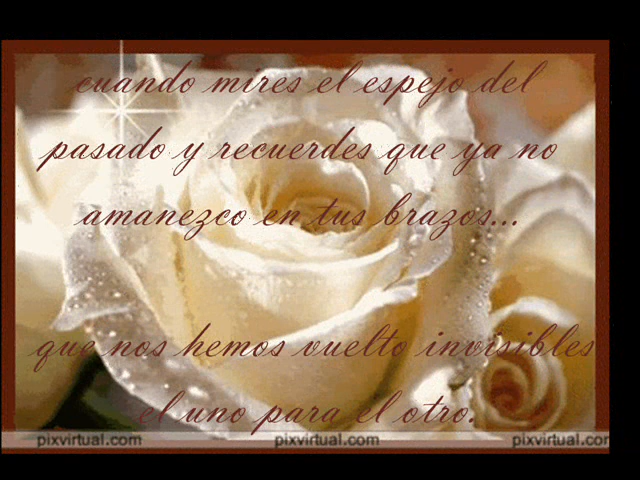 cuando mires el espejo del
pasado y recuerdes que ya no
amanezco en tus brazos...
que nos hemos vuelto invisibles
el uno para el otro.
pixvirtual.com pixvirtual.com pixvirtual.com